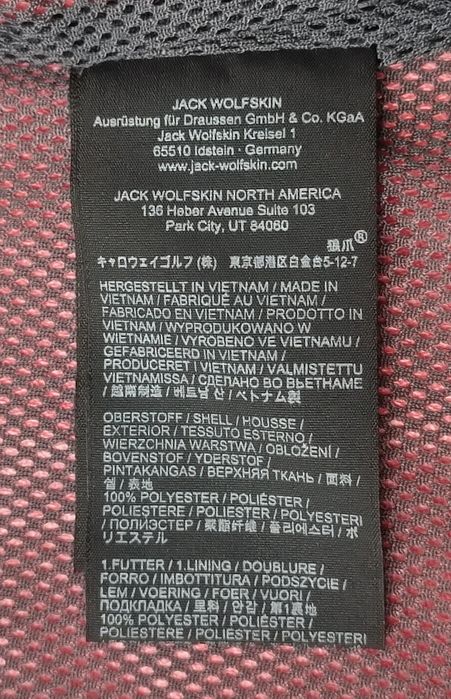 JACK WOLFSKIN
Ausrüstung für Draussen GmbH & Co. KGaA
Jack Wolfskin Kreisel 1
65510 Idstein · Germany
www.jack-wolfskin.com
JACK WOLFSKIN NORTH AMERICA
136 Heber Avenue Suite 103
Park City, UT 84060
狼爪®
キャロウェイゴルフ (株) 東京都港区白金台5-12-7
HERGESTELLT IN VIETNAM / MADE IN
VIETNAM / FABRIQUÉ AU VIETNAM /
FABRICADO EN VIETNAM / PRODOTTO IN
VIETNAM / WYPRODUKOWANO W
WIETNAMIE / VYROBENO VE VIETNAMU /
GEFABRICEERD IN VIETNAM /
PRODUCERET I VIETNAM / VALMISTETTU
VIETNAMISSA / СДЕЛАНО ВО ВЬЕТНАМЕ
/ 越南制造 / 베트남 산 / ベトナム製
OBERSTOFF / SHELL / HOUSSE /
EXTERIOR / TESSUTO ESTERNO /
WIERZCHNIA WARSTWA / OBLOŽENÍ /
BOVENSTOF / YDERSTOF /
PINTAKANGAS / ВЕРХНЯЯ ТКАНЬ / 面料 /
쉘 / 表地
100% POLYESTER / POLIÉSTER /
POLIESTERE / POLIESTER / POLYESTERI
/ ПОЛИЭСТЕР / 聚酯纤维 / 폴리에스터 / ポ
リエステル
1.FUTTER / 1.LINING / DOUBLURE /
FORRO / IMBOTTITURA / PODSZYCIE /
LEM / VOERING / FOER / VUORI /
ПОДКЛАДКА / 里料 / 안감 / 第1裏地
100% POLYESTER / POLIÉSTER /
POLIESTERE / POLIESTER / POLYESTERI